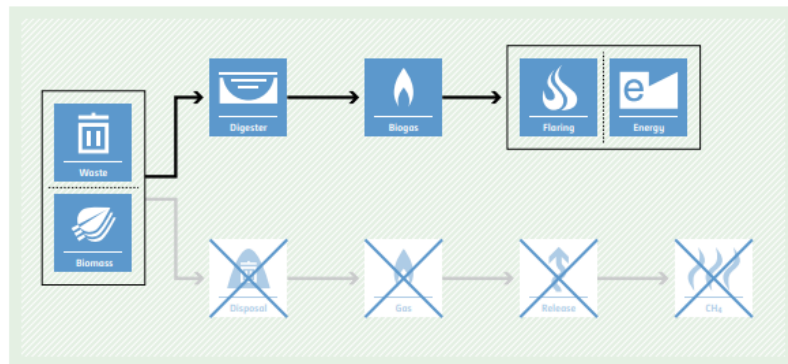 Digester
Biogas
Flaring
e
Energy
Waste
Biomass
Disposal
Gas
Release
CH₄